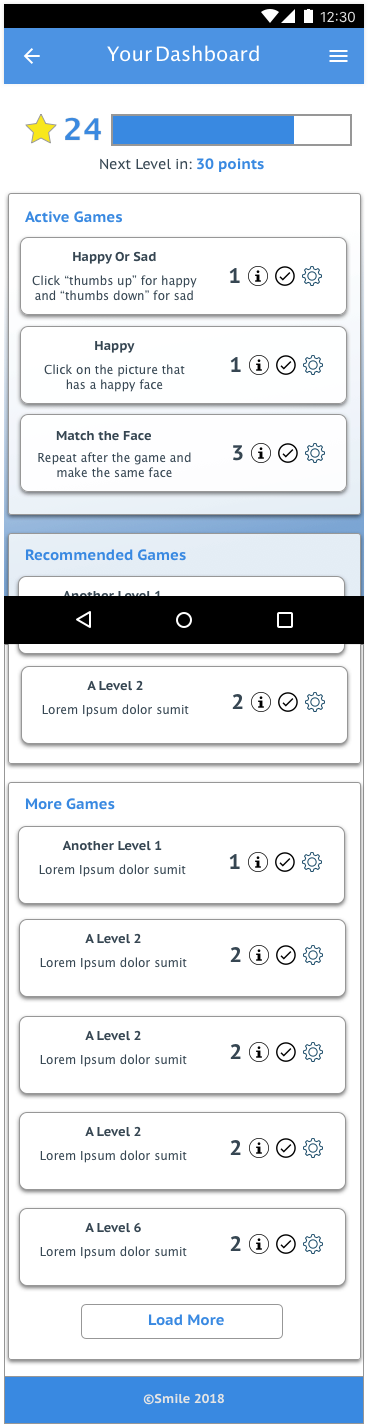 12:30
Your Dashboard
24
Next Level in: 30 points
Active Games
Happy Or Sad
Click “thumbs up” for happy
and “thumbs down” for sad
1
Happy
Click on the picture that
has a happy face
1
Match the Face
Repeat after the game and
make the same face
3
Recommended Games
Another Level 1
A Level 2
Lorem Ipsum dolor sumit
2
More Games
Another Level 1
Lorem Ipsum dolor sumit
1
A Level 2
Lorem Ipsum dolor sumit
2
A Level 2
Lorem Ipsum dolor sumit
2
A Level 2
Lorem Ipsum dolor sumit
2
A Level 6
Lorem Ipsum dolor sumit
2
Load More
©Smile 2018